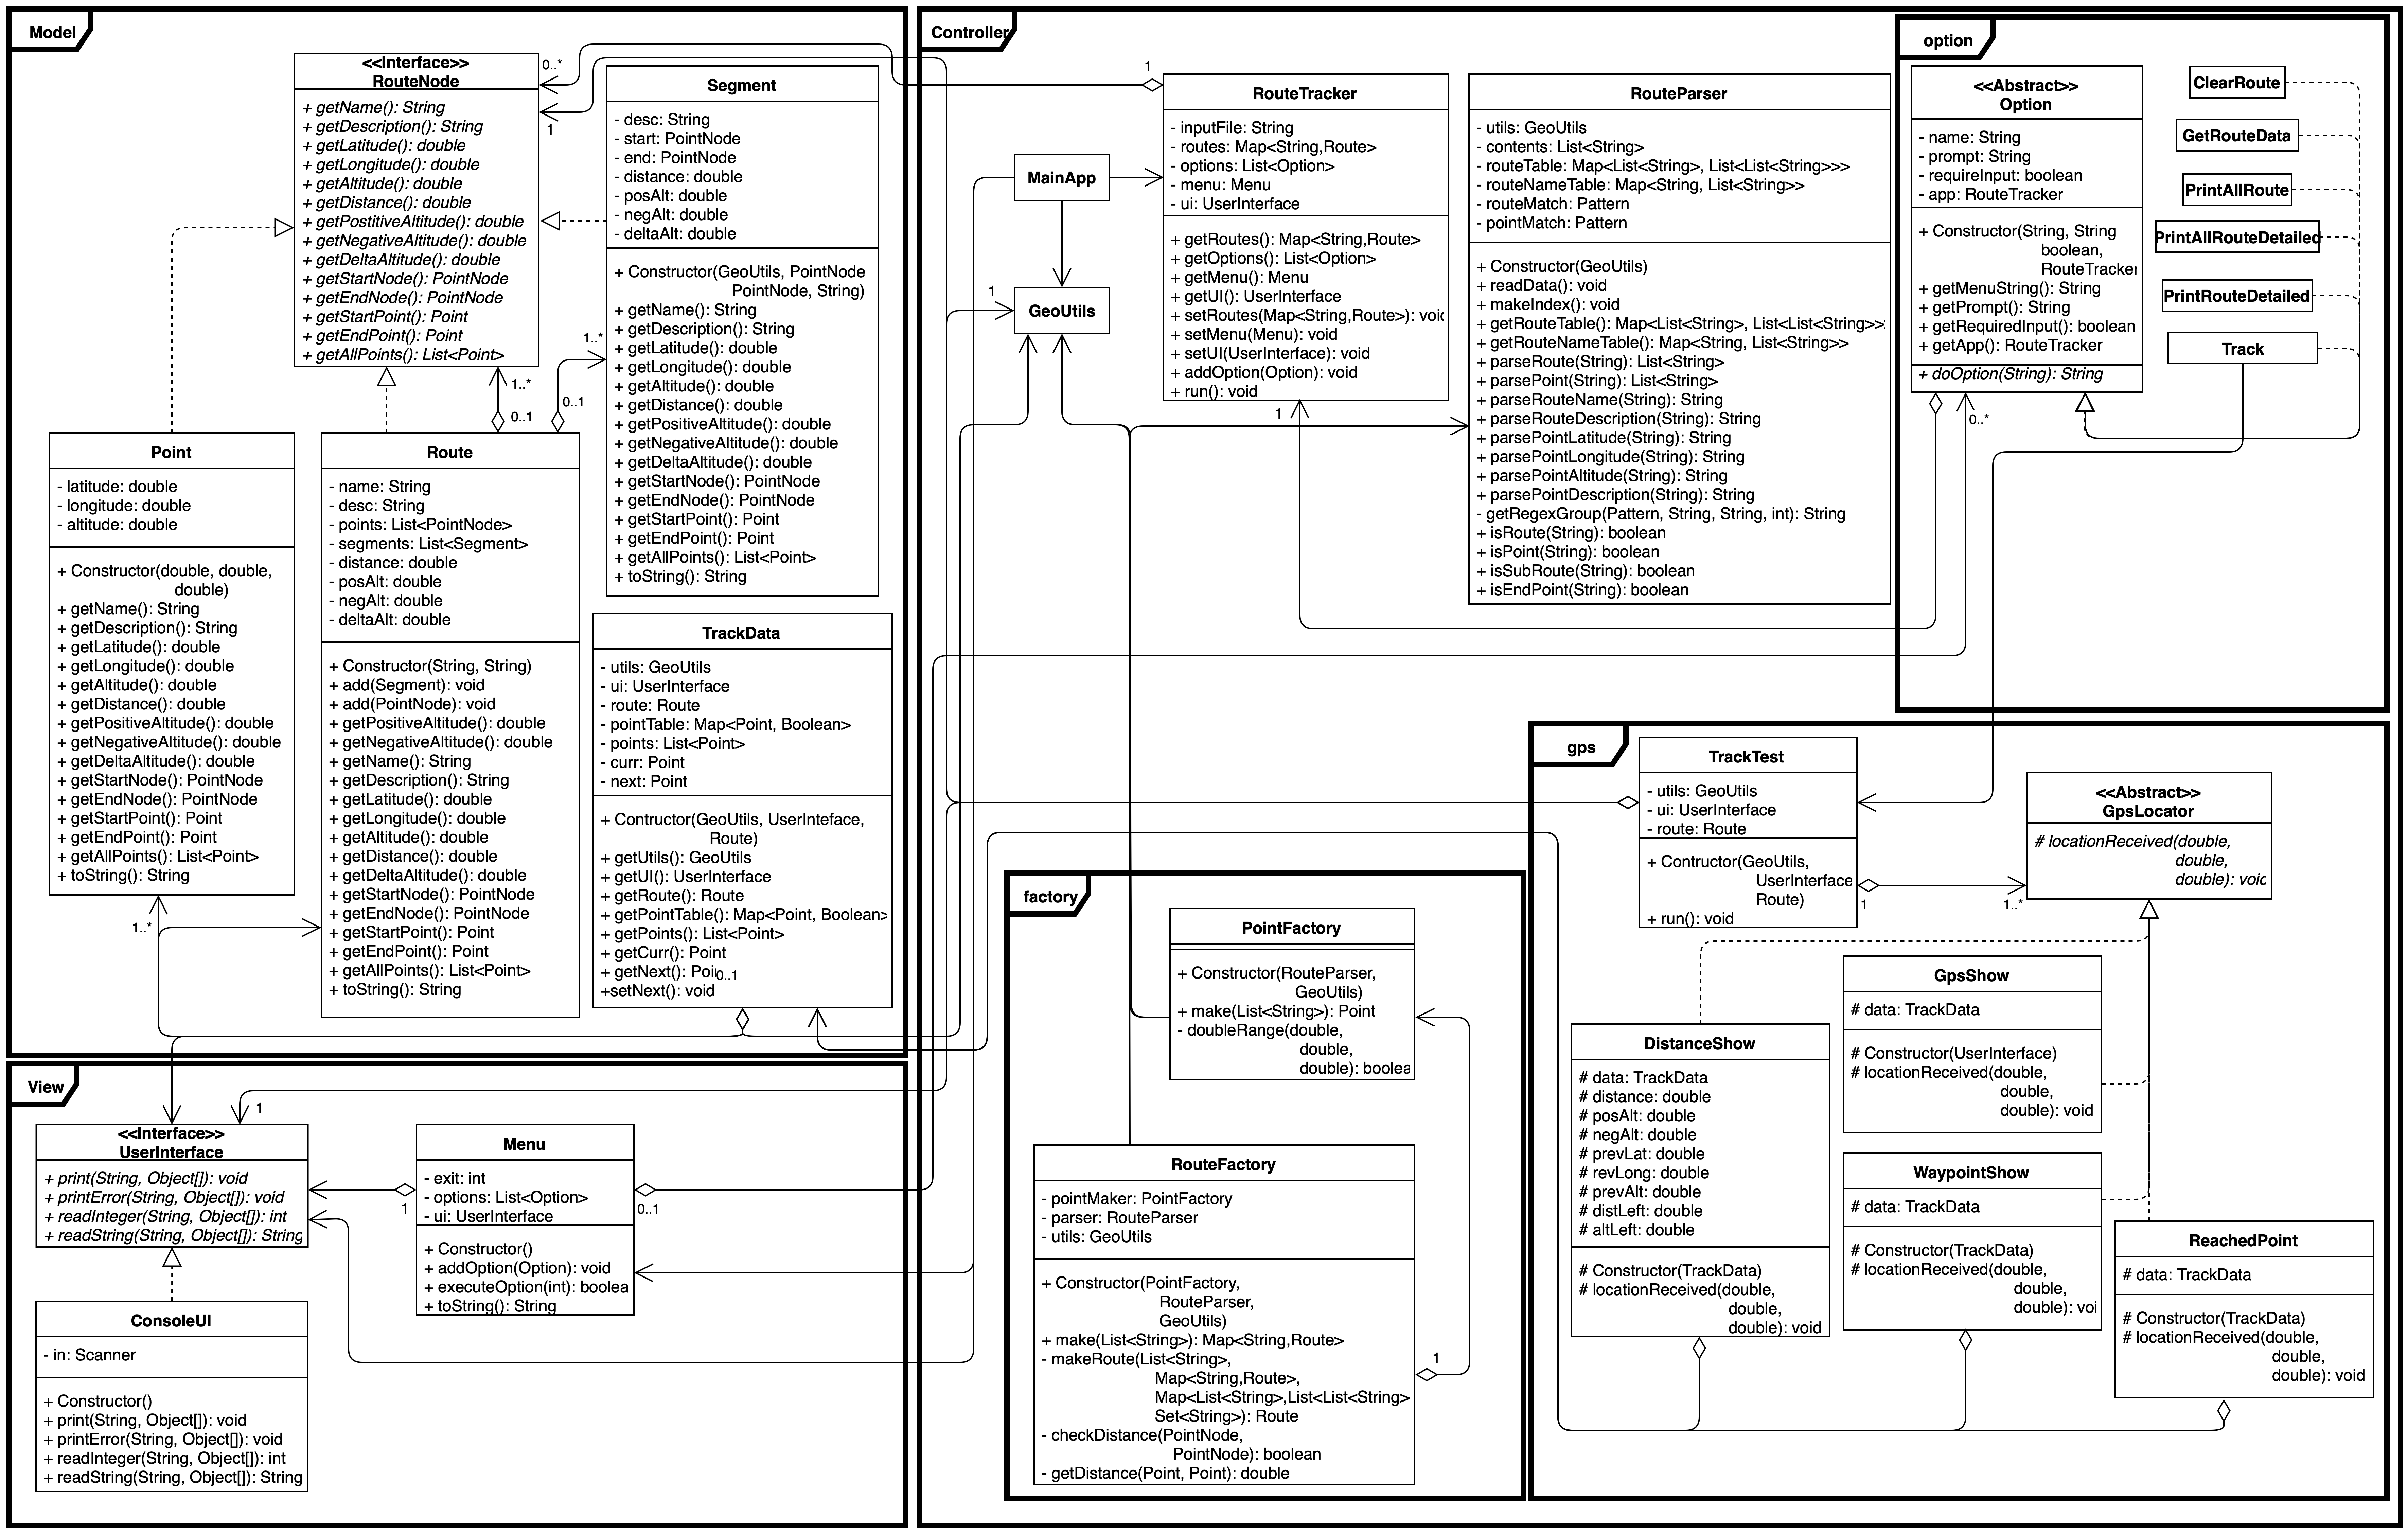 Model
<<Interface>>
RouteNode
+ getName(): String
+ getDescription(): String
+ getLatitude(): double
+ getLongitude(): double
+ getAltitude(): double
+ getDistance(): double
+ getPostitiveAltitude(): double
+ getNegativeAltitude(): double
+ getDeltaAltitude(): double
+ getStartNode(): PointNode
+ getEndNode(): PointNode
+ getStartPoint(): Point
+ getEndPoint(): Point
+ getAllPoints(): List<Point>
0..*
1
1..*
0..1
Segment
- desc: String
- start: PointNode
- end: PointNode
- distance: double
- posAlt: double
- negAlt: double
- deltaAlt: double
+ Constructor(GeoUtils, PointNode
PointNode, String)
+ getName(): String
+ getDescription(): String
+ getLatitude(): double
+ getLongitude(): double
+ getAltitude(): double
+ getDistance(): double
+ getPositiveAltitude(): double
+ getNegativeAltitude(): double
+ getDeltaAltitude(): double
+ getStartNode(): PointNode
+ getEndNode(): PointNode
+ getStartPoint(): Point
+ getEndPoint(): Point
+ getAllPoints(): List<Point>
+ toString(): String
1..*
0..1
Point
- latitude: double
- longitude: double
- altitude: double
+ Constructor(double, double,
double)
+ getName(): String
+ getDescription(): String
+ getLatitude(): double
+ getLongitude(): double
+ getAltitude(): double
+ getDistance(): double
+ getPositiveAltitude(): double
+ getNegativeAltitude(): double
+ getDeltaAltitude(): double
+ getStartNode(): PointNode
+ getEndNode(): PointNode
+ getStartPoint(): Point
+ getEndPoint(): Point
+ getAllPoints(): List<Point>
+ toString(): String
1..*
Route
- name: String
- desc: String
- points: List<PointNode>
- segments: List<Segment>
- distance: double
- posAlt: double
- negAlt: double
- deltaAlt: double
+ Constructor(String, String)
+ add(Segment): void
+ add(PointNode): void
+ getPositiveAltitude(): double
+ getNegativeAltitude(): double
+ getName(): String
+ getDescription(): String
+ getLatitude(): double
+ getLongitude(): double
+ getAltitude(): double
+ getDistance(): double
+ getDeltaAltitude(): double
+ getStartNode(): PointNode
+ getEndNode(): PointNode
+ getStartPoint(): Point
+ getEndPoint(): Point
+ getAllPoints(): List<Point>
+ toString(): String
TrackData
- utils: GeoUtils
- ui: UserInterface
- route: Route
- pointTable: Map<Point, Boolean>
- points: List<Point>
- curr: Point
- next: Point
+ Contructor(GeoUtils, UserInteface,
Route)
+ getUtils(): GeoUtils
+ getUI(): UserInterface
+ getRoute(): Route
+ getPointTable(): Map<Point, Boolean>
+ getPoints(): List<Point>
+ getCurr(): Point
+ getNext(): Poi
0..1
+setNext(): void
View
1
<<Interface>>
UserInterface
+ print(String, Object[]): void
+ printError(String, Object[]): void
+ readInteger(String, Object[]): int
+ readString(String, Object[]): String
Menu
- exit: int
- options: List<Option>
- ui: UserInterface
+ Constructor()
+ addOption(Option): void
+ executeOption(int): boolea
+ toString(): String
1
0..1
ConsoleUI
- in: Scanner
+ Constructor()
+ print(String, Object[]): void
+ printError(String, Object[]): void
+ readInteger(String, Object[]): int
+ readString(String, Object[]): String
Controller
MainApp
1
GeoUtils
1
RouteTracker
- inputFile: String
- routes: Map<String,Route>
- options: List<Option>
- menu: Menu
- ui: UserInterface
+ getRoutes(): Map<String,Route>
+ getOptions(): List<Option>
+ getMenu(): Menu
+ getUI(): UserInterface
+ setRoutes(Map<String,Route>): voic
+ setMenu(Menu): void
+ setUI(UserInterface): void
+ addOption(Option): void
+ run(): void
1
RouteParser
- utils: GeoUtils
- contents: List<String>
- routeTable: Map<List<String>, List<List<String>>>
- routeNameTable: Map<String, List<String>>
- routeMatch: Pattern
- pointMatch: Pattern
+ Constructor(GeoUtils)
+ readData(): void
+ makeIndex(): void
+ getRouteTable(): Map<List<String>, List<List<String>>
+ getRouteNameTable(): Map<String, List<String>>
+ parseRoute(String): List<String>
+ parsePoint(String): List<String>
+ parseRouteName(String): String
+ parseRouteDescription(String): String
+ parsePointLatitude(String): String
+ parsePointLongitude(String): String
+ parsePointAltitude(String): String
+ parsePointDescription(String): String
- getRegexGroup(Pattern, String, String, int): String
+ isRoute(String): boolean
+ isPoint(String): boolean
+ isSubRoute(String): boolean
+ isEndPoint(String): boolean
option
<<Abstract>>
Option
- name: String
- prompt: String
- requireInput: boolean
- app: RouteTracker
+ Constructor(String, String
boolean,
RouteTracker
+ getMenuString(): String
+ getPrompt(): String
+ getRequiredInput(): boolean
+ getApp(): RouteTracker
+ doOption(String): String
0..*
ClearRoute
GetRouteData
PrintAllRoute
PrintAllRouteDetailed
PrintRouteDetailed
Track
factory
PointFactory
+ Constructor(RouteParser,
GeoUtils)
+ make(List<String>): Point
- doubleRange(double,
double,
double): boolea
RouteFactory
- pointMaker: PointFactory
- parser: RouteParser
- utils: GeoUtils
+ Constructor(PointFactory,
RouteParser,
GeoUtils)
+ make(List<String>): Map<String,Route>
- makeRoute(List<String>,
Map<String,Route>,
Map<List<String>,List<List<String>
Set<String>): Route
- checkDistance(PointNode,
PointNode): boolean
- getDistance(Point, Point): double
1
gps
TrackTest
- utils: GeoUtils
- ui: UserInterface
- route: Route
+ Contructor(GeoUtils,
UserInterface
Route)
+ run(): void
1
1..*
<<Abstract>>
GpsLocator
# locationReceived(double,
double,
double): voic
GpsShow
# data: TrackData
# Constructor(UserInterface)
# locationReceived(double,
double,
double): void
DistanceShow
# data: TrackData
# distance: double
# posAlt: double
# negAlt: double
# prevLat: double
# revLong: double
# prevAlt: double
# distLeft: double
# altLeft: double
# Constructor(TrackData)
# locationReceived(double,
double,
double): void
WaypointShow
# data: TrackData
# Constructor(TrackData)
# locationReceived(double,
double,
double): voi
ReachedPoint
# data: TrackData
# Constructor(TrackData)
# locationReceived(double,
double,
double): void